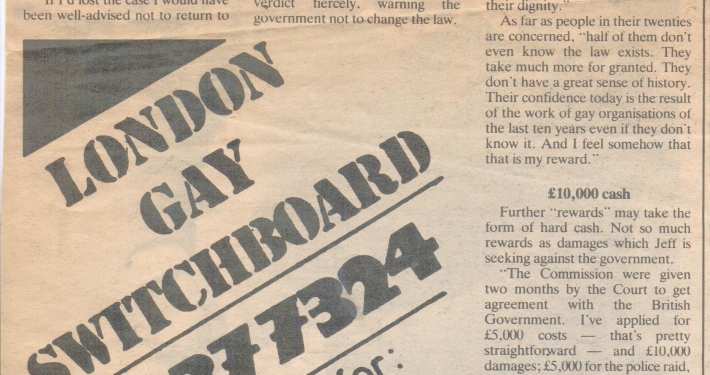 If I'd lost the case I would have
been well-advised not to return to
verdict fiercely, warning the
government not to change the law.
LONDON
GAY
SWITCHBOARD
37 7324
for:
their dignity."
As far as people in their twenties
are concerned, "half of them don't
even know the law exists. They
take much more for granted. They
don't have a great sense of history.
Their confidence today is the result
of the work of gay organisations of
the last ten years even if they don't
know it. And I feel somehow that
that is my reward."
£10,000 cash
Further "rewards" may take the
form of hard cash. Not so much
rewards as damages which Jeff is
seeking against the government.
"The Commission were given
two months by the Court to get
agreement with the British
Government. I've applied for
£5,000 costs — that's pretty
straightforward — and £10,000
damages; £5,000 for the police raid,